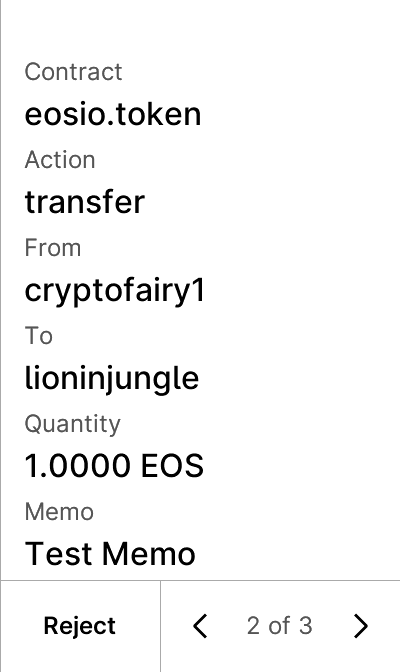 Contract
eosio.token
Action
transfer
From
cryptofairy1
To
lioninjungle
Quantity
1.0000 EOS
Memo
Test Memo
Reject
2 of 3